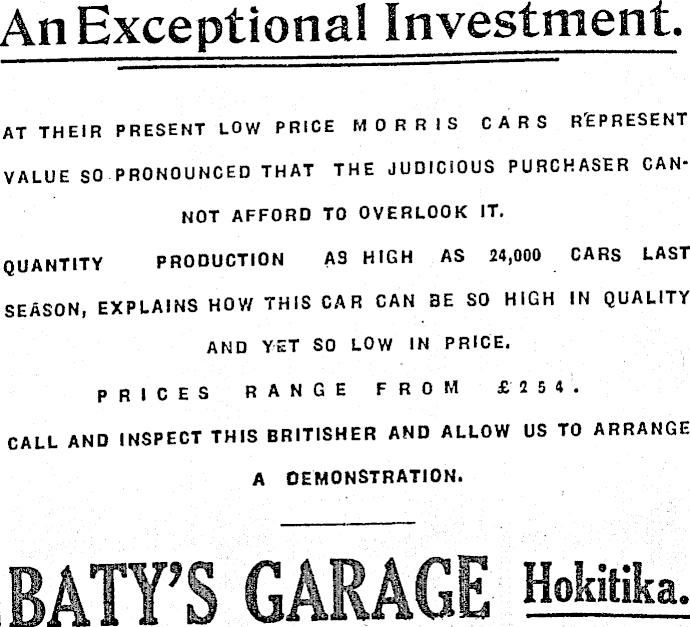 An Exceptional Investment.
AT THEIR PRESENT LOW PRICE MORRIS CARS REPRESENT
VALUE SO PRONOUNCED THAT THE JUDICIOUS PURCHASER CAN-
NOT AFFORD TO OVERLOOK IT.
QUANTITY PRODUCTION AS HIGH AS 24,000 CARS LAST
SEASON, EXPLAINS HOW THIS CAR CAN BE SO HIGH IN QUALITY
AND YET SO LOW IN PRICE.
PRICES RANGE FROM £254.
CALL AND INSPECT THIS BRITISHER AND ALLOW US TO ARRANGE
A DEMONSTRATION.
BATY'S GARAGE Hokitika.